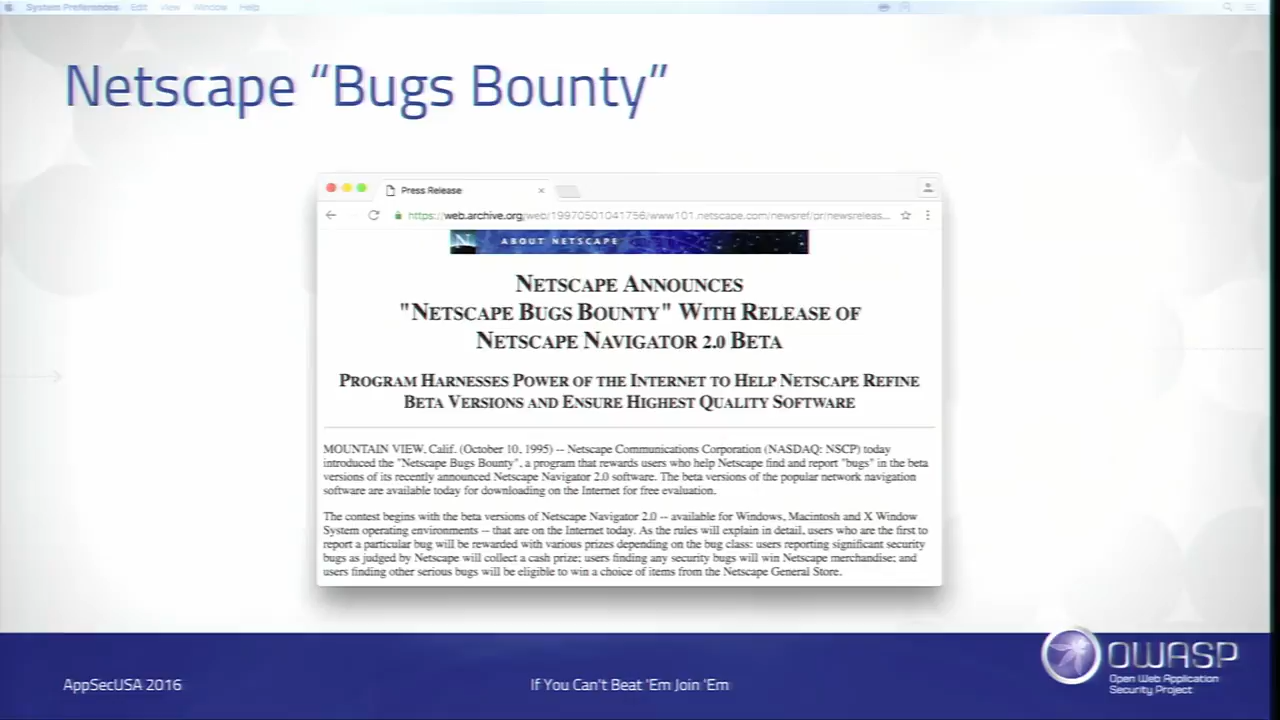 System Preferences Edit View Window Help
Netscape “Bugs Bounty”
Press Release
https://web.archive.org/web/19970501041756/www101.netscape.com/newsref/pr/newsreleas...
N ABOUT NETSCAPE
NETSCAPE ANNOUNCES
"NETSCAPE BUGS BOUNTY" WITH RELEASE OF
NETSCAPE NAVIGATOR 2.0 BETA
PROGRAM HARNESSES POWER OF THE INTERNET TO HELP NETSCAPE REFINE
BETA VERSIONS AND ENSURE HIGHEST QUALITY SOFTWARE
MOUNTAIN VIEW, Calif. (October 10, 1995) -- Netscape Communications Corporation (NASDAQ: NSCP) today
introduced the "Netscape Bugs Bounty", a program that rewards users who help Netscape find and report "bugs" in the beta
versions of its recently announced Netscape Navigator 2.0 software. The beta versions of the popular network navigation
software are available today for downloading on the Internet for free evaluation.
The contest begins with the beta versions of Netscape Navigator 2.0 -- available for Windows, Macintosh and X Window
System operating environments -- that are on the Internet today. As the rules will explain in detail, users who are the first to
report a particular bug will be rewarded with various prizes depending on the bug class: users reporting significant security
bugs as judged by Netscape will collect a cash prize; users finding any security bugs will win Netscape merchandise; and
users finding other serious bugs will be eligible to win a choice of items from the Netscape General Store.
AppSecUSA 2016
If You Can't Beat 'Em Join 'Em
OWASP
Open Web Application
Security Project